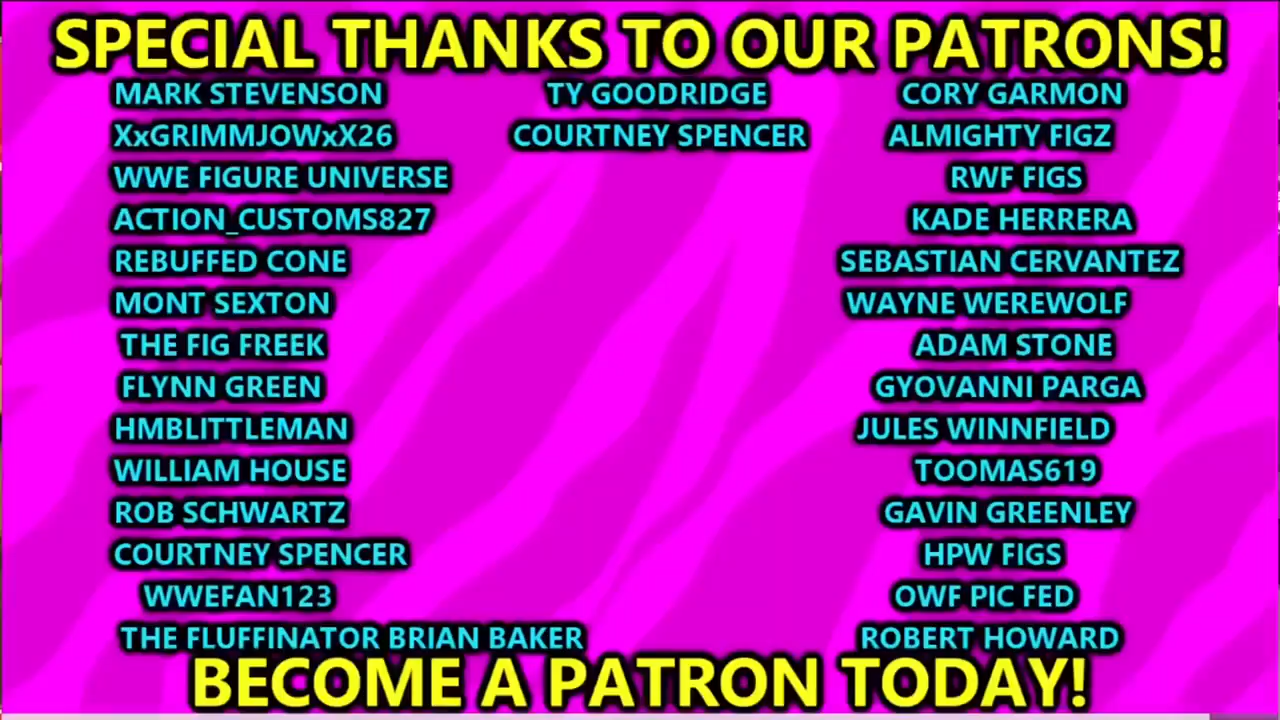 SPECIAL THANKS TO OUR PATRONS!
MARK STEVENSON TY GOODRIDGE CORY GARMON
XxGRIMMJOWxX26 COURTNEY SPENCER ALMIGHTY FIGZ
WWE FIGURE UNIVERSE RWF FIGS
ACTION_CUSTOMS827 KADE HERRERA
REBUFFED CONE SEBASTIAN CERVANTEZ
MONT SEXTON WAYNE WEREWOLF
THE FIG FREEK ADAM STONE
FLYNN GREEN GYOVANNI PARGA
HMBLITTLEMAN JULES WINNFIELD
WILLIAM HOUSE TOOMAS619
ROB SCHWARTZ GAVIN GREENLEY
COURTNEY SPENCER HPW FIGS
WWEFAN123 OWF PIC FED
THE FLUFFINATOR BRIAN BAKER ROBERT HOWARD
BECOME A PATRON TODAY!